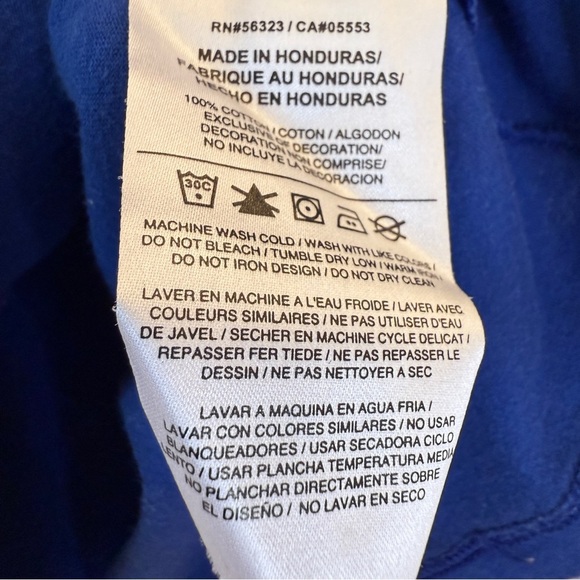 RN#56323 / CA#05553
MADE IN HONDURAS/
FABRIQUE AU HONDURAS/
HECHO EN HONDURAS
100% COTTON / COTON / ALGODON
EXCLUSIVE OF DECORATION/
DECORATION NON COMPRISE/
NO INCLUYE LA DECORACION
30C
MACHINE WASH COLD / WASH WITH LIKE COLORS /
DO NOT BLEACH / TUMBLE DRY LOW / WARM IRON /
DO NOT IRON DESIGN / DO NOT DRY CLEAN
LAVER EN MACHINE A L'EAU FROIDE / LAVER AVEC
COULEURS SIMILAIRES / NE PAS UTILISER D'EAU
DE JAVEL / SECHER EN MACHINE CYCLE DELICAT /
REPASSER FER TIEDE / NE PAS REPASSER LE
DESSIN / NE PAS NETTOYER A SEC
LAVAR A MAQUINA EN AGUA FRIA /
LAVAR CON COLORES SIMILARES / NO USAR
BLANQUEADORES / USAR SECADORA CICLO
LENTO / USAR PLANCHA TEMPERATURA MEDIA
NO PLANCHAR DIRECTAMENTE SOBRE
EL DISEÑO / NO LAVAR EN SECO